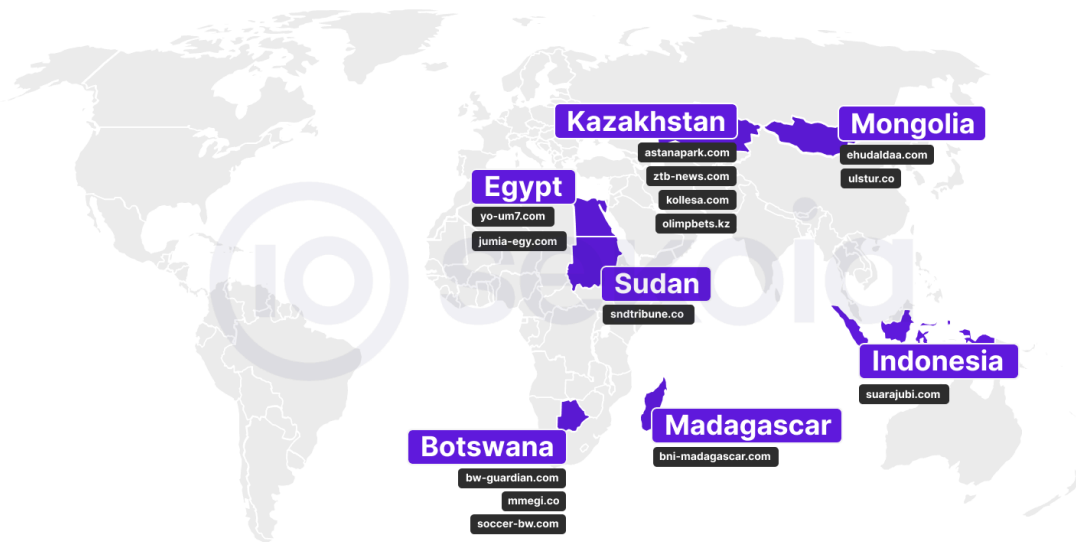 Kazakhstan
astanapark.com
ztb-news.com
kollesa.com
olimpbets.kz
Mongolia
ehudaldaa.com
ulstur.co
Egypt
yo-um7.com
jumia-egy.com
Sudan
sndtribune.co
Indonesia
suarajubi.com
Madagascar
bni-madagascar.com
Botswana
bw-guardian.com
mmegi.co
soccer-bw.com
sekoia